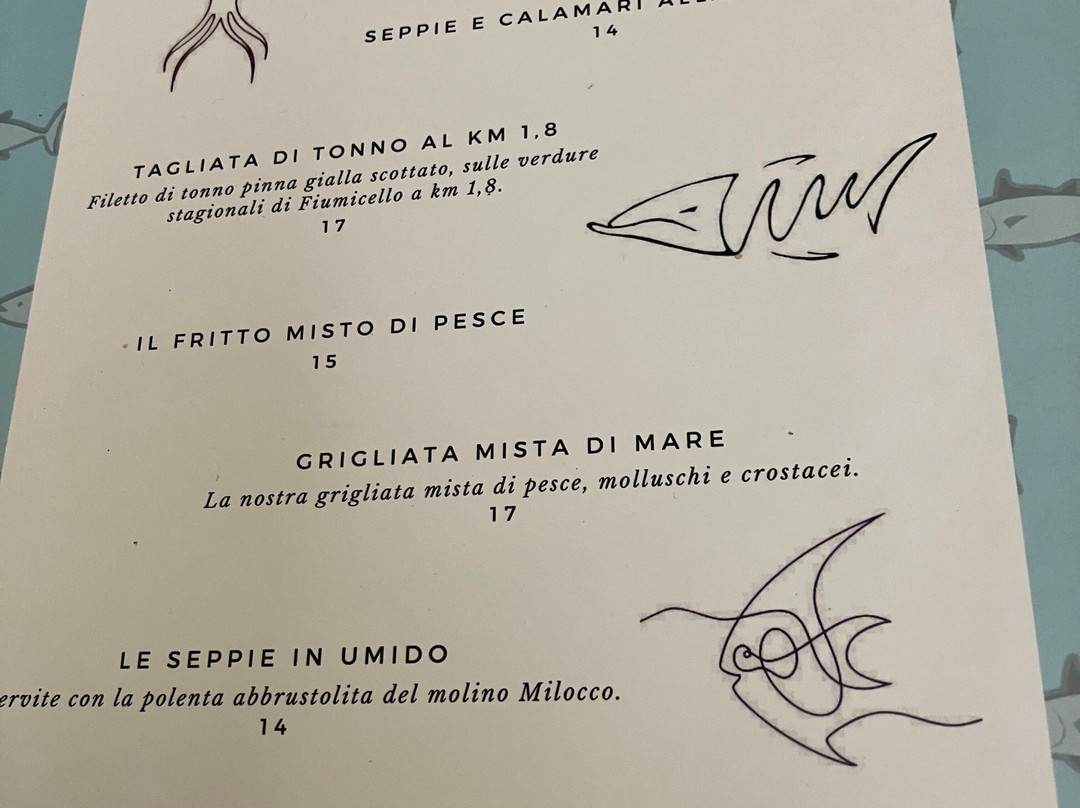 SEPPIE E CALAMARI
14
TAGLIATA DI TONNO AL KM 1,8
Filetto di tonno pinna gialla scottato, sulle verdure
stagionali di Fiumicello a km 1,8.
17
IL FRITTO MISTO DI PESCE
15
GRIGLIATA MISTA DI MARE
La nostra grigliata mista di pesce, molluschi e crostacei.
17
LE SEPPIE IN UMIDO
ervite con la polenta abbrustolita del molino Milocco.
14